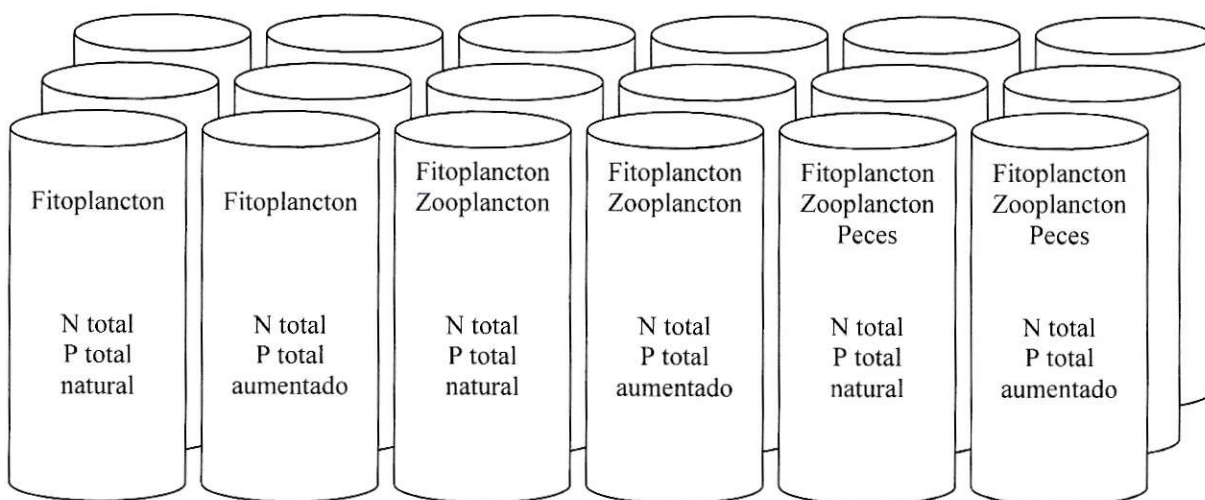 Fitoplancton
Fitoplancton
Fitoplancton
Zooplancton
Fitoplancton
Zooplancton
Fitoplancton
Zooplancton
Peces
Fitoplancton
Zooplancton
Peces
N total
P total
natural
N total
P total
aumentado
N total
P total
natural
N total
P total
aumentado
N total
P total
natural
N total
P total
aumentado